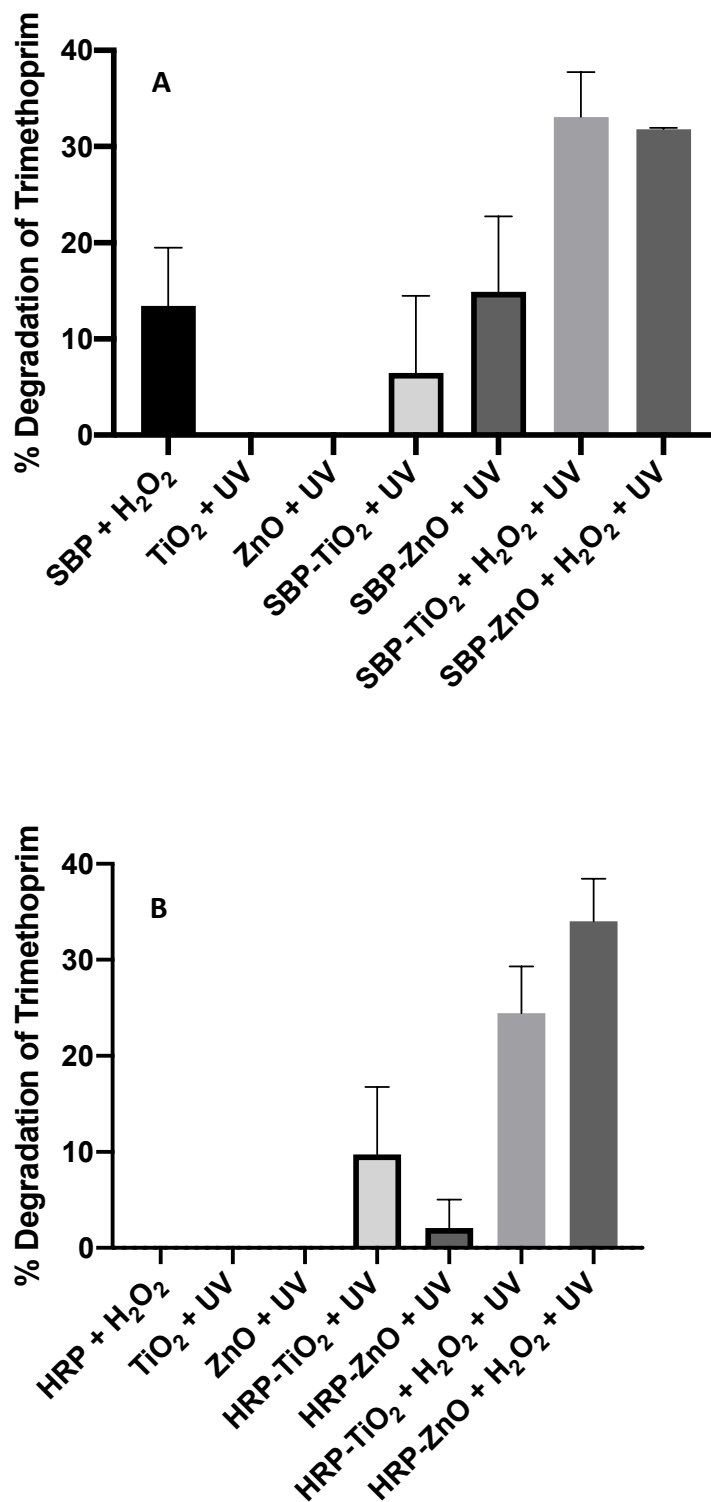 % Degradation of Trimethoprim
A
40
30
20
10
0
SBP + H₂O₂
TiO₂ + UV
ZnO + UV
SBP-TiO₂ + UV
SBP-ZnO + UV
SBP-TiO₂ + H₂O₂ + UV
SBP-ZnO + H₂O₂ + UV
% Degradation of Trimethoprim
B
40
30
20
10
0
HRP + H₂O₂
TiO₂ + UV
ZnO + UV
HRP-TiO₂ + UV
HRP-ZnO + UV
HRP-TiO₂ + H₂O₂ + UV
HRP-ZnO + H₂O₂ + UV